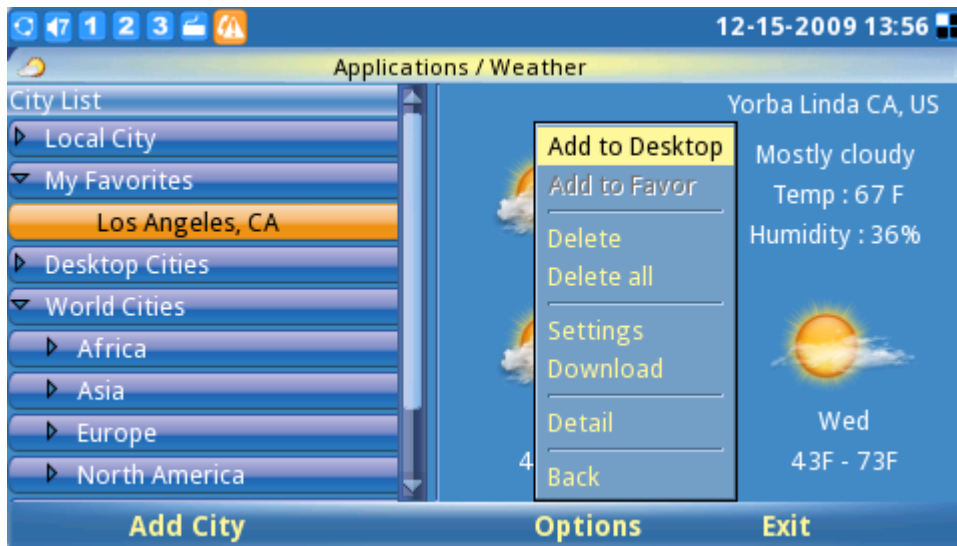 7 1 2 3 12-15-2009 13:56
Applications / Weather
City List
Local City
My Favorites
Los Angeles, CA
Desktop Cities
World Cities
Africa
Asia
Europe
North America
Yorba Linda CA, US
Mostly cloudy
Temp : 67 F
Humidity : 36%
Add to Desktop
Add to Favor
Delete
Delete all
Settings
Download
Detail
Back
Wed
4
43F - 73F
Add City Options Exit